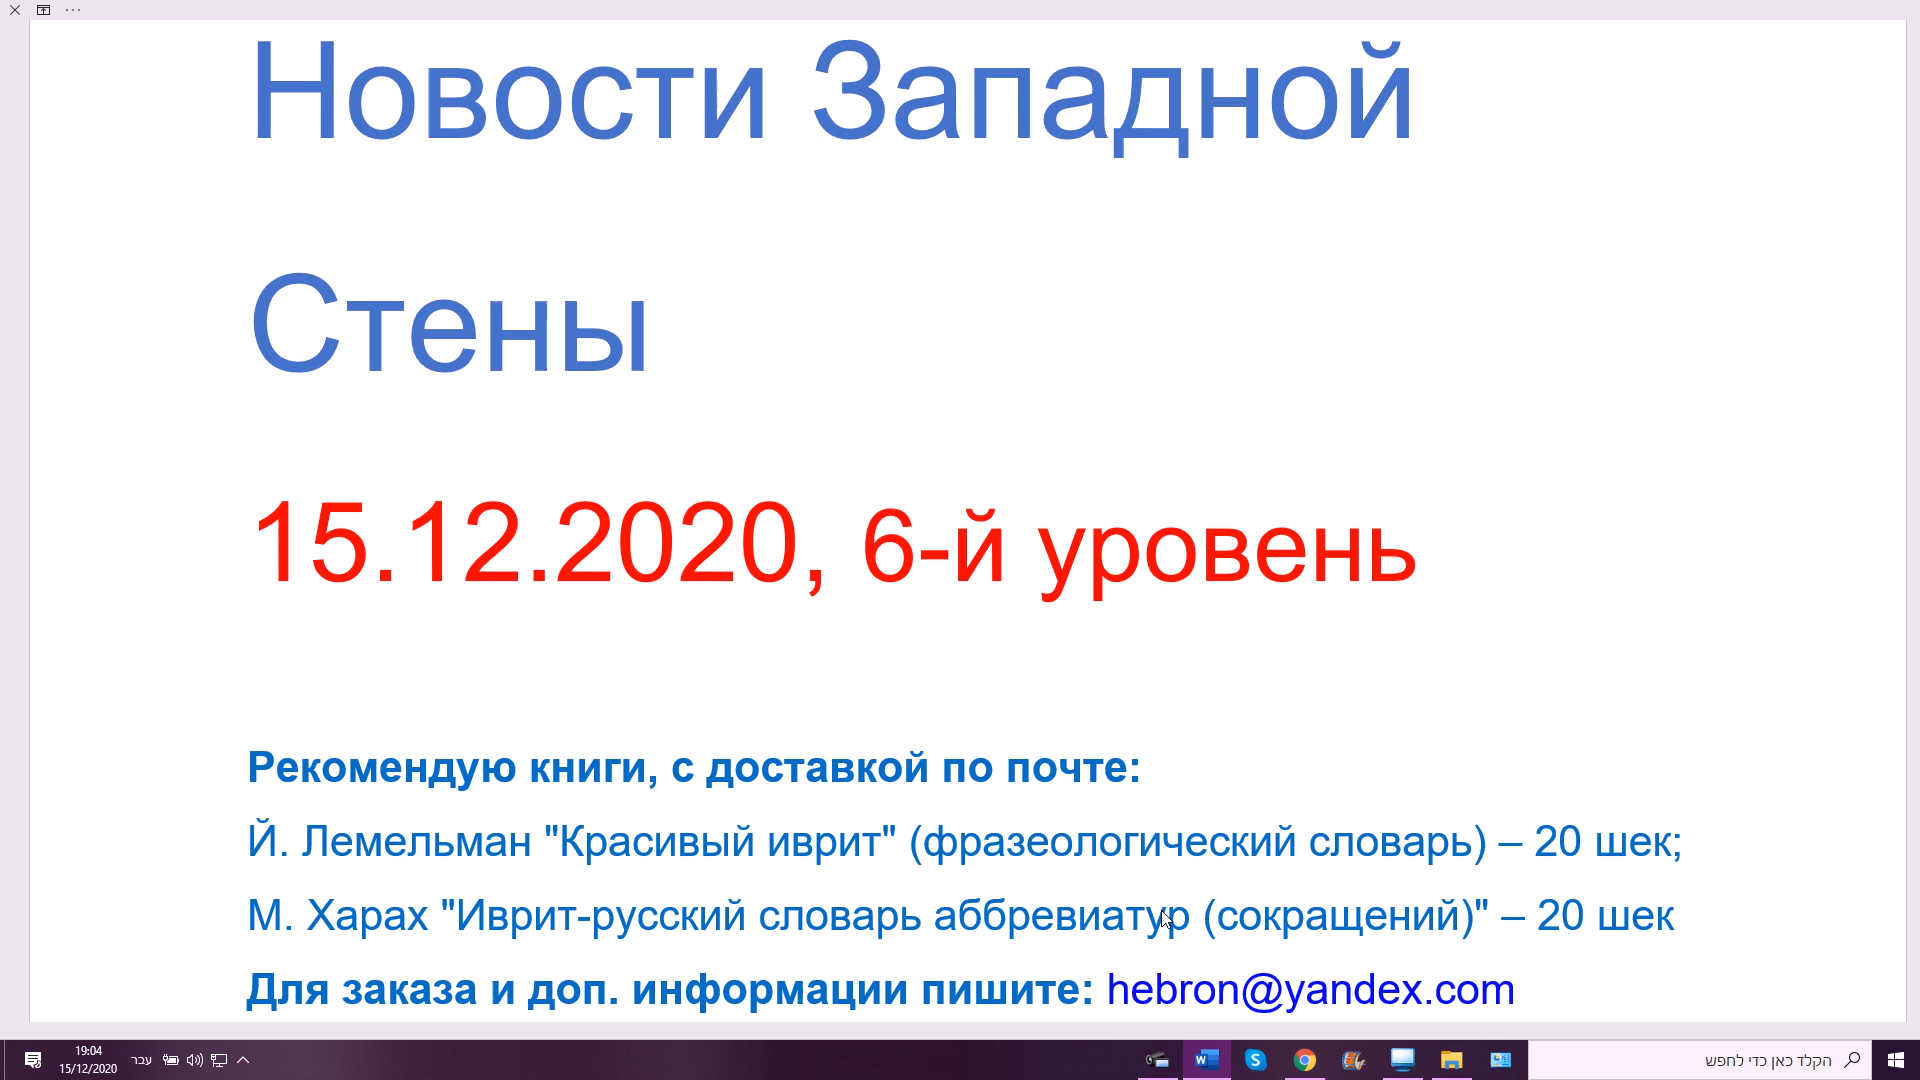 Новости Западной
Стены
15.12.2020, 6-й уровень
Рекомендую книги, с доставкой по почте:
Й. Лемельман "Красивый иврит" (фразеологический словарь) – 20 шек;
М. Харах "Иврит-русский словарь аббревиатур (сокращений)" – 20 шек
Для заказа и доп. информации пишите: hebron@yandex.com
19:04
15/12/2020
עבר
הקלד כאן כדי לחפש